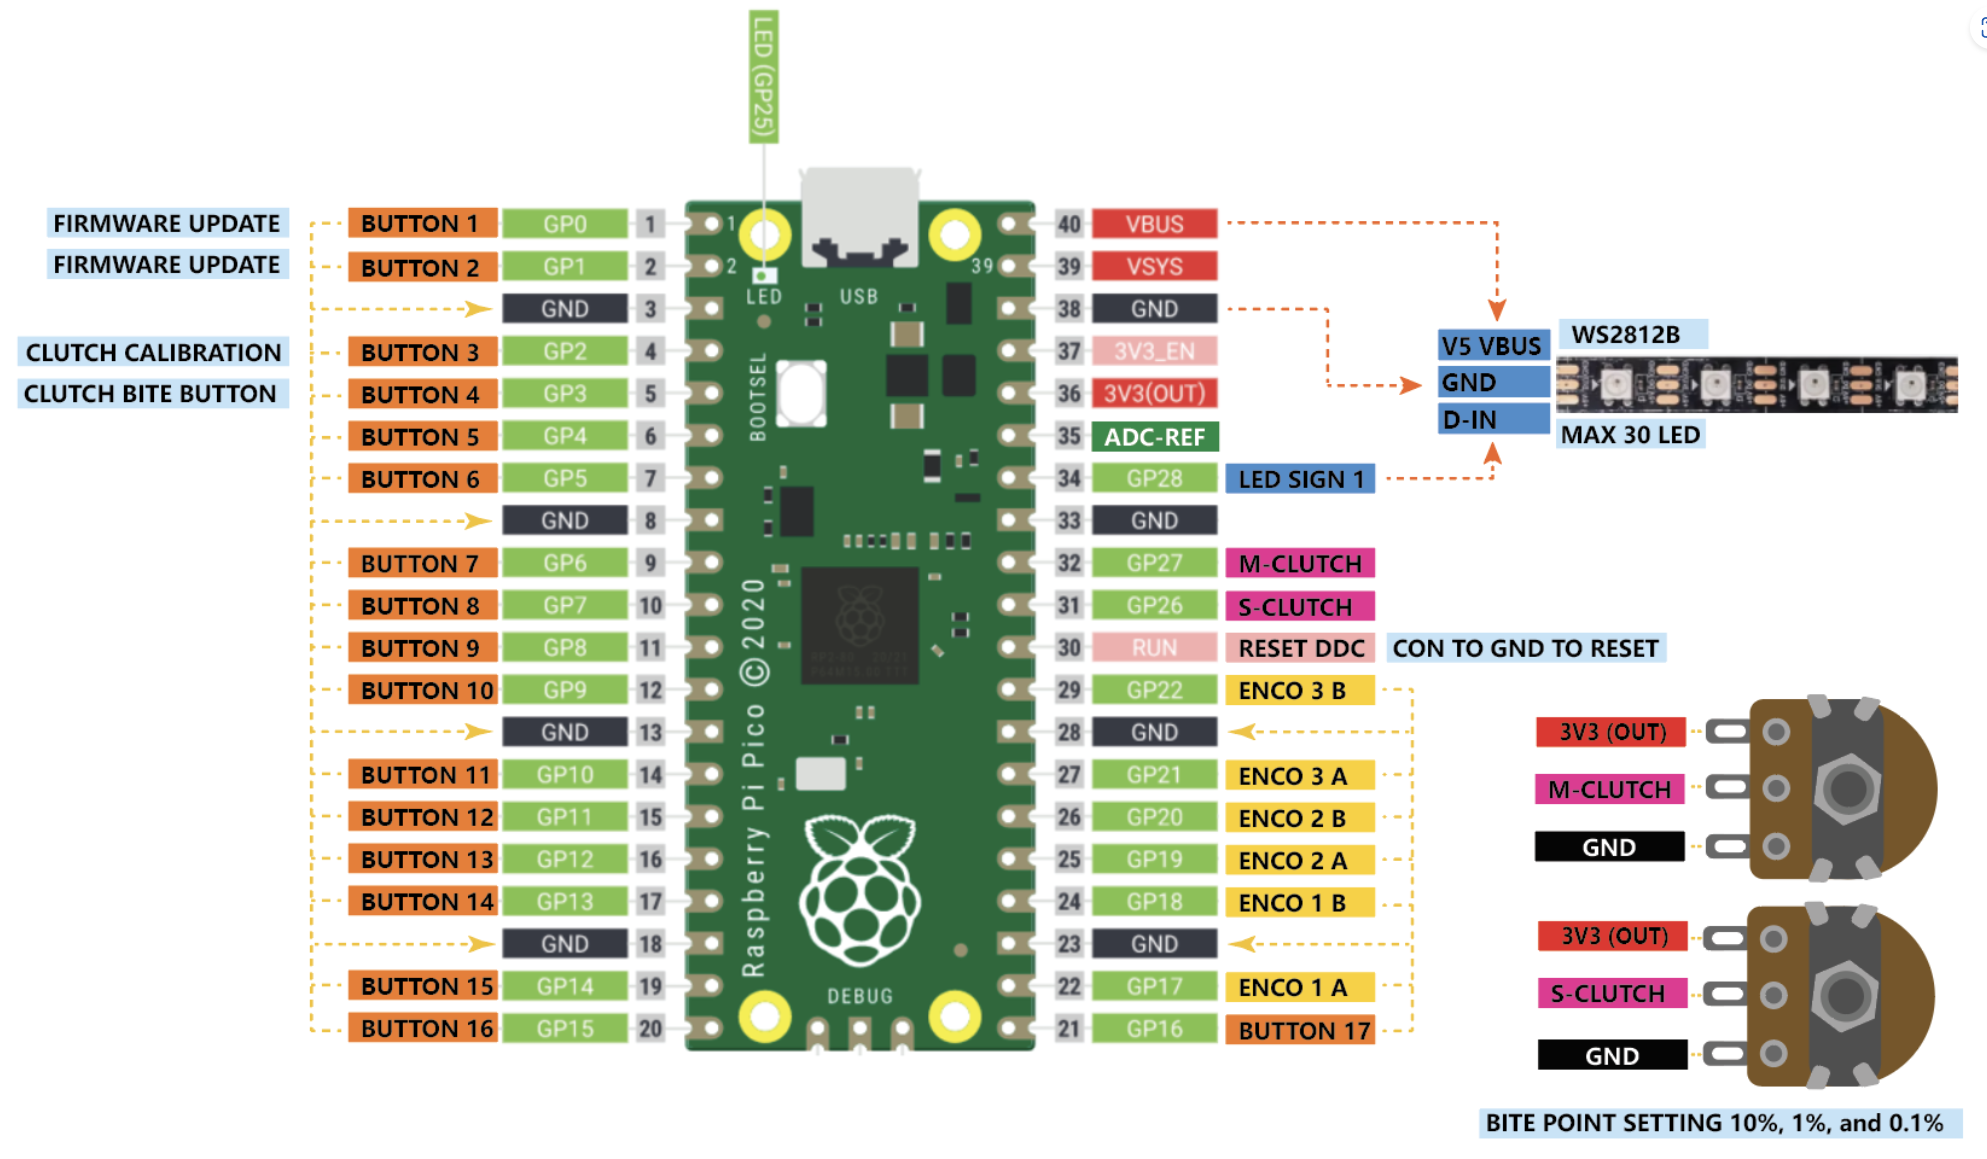 LED (GP25)
FIRMWARE UPDATE BUTTON 1 GP0 1 1 40 VBUS
FIRMWARE UPDATE BUTTON 2 GP1 2 2 39 39 VSYS
LED USB
GND 3 38 GND
CLUTCH CALIBRATION BUTTON 3 GP2 4 37 3V3_EN
CLUTCH BITE BUTTON BUTTON 4 GP3 5 36 3V3(OUT)
BOOTSEL
BUTTON 5 GP4 6 35 ADC-REF
BUTTON 6 GP5 7 34 GP28 LED SIGN 1
GND 8 33 GND
BUTTON 7 GP6 9 32 GP27 M-CLUTCH
BUTTON 8 GP7 10 31 GP26 S-CLUTCH
BUTTON 9 GP8 11 30 RUN RESET DDC CON TO GND TO RESET
BUTTON 10 GP9 12 29 GP22 ENCO 3 B
GND 13 28 GND
BUTTON 11 GP10 14 27 GP21 ENCO 3 A
BUTTON 12 GP11 15 26 GP20 ENCO 2 B
BUTTON 13 GP12 16 25 GP19 ENCO 2 A
BUTTON 14 GP13 17 24 GP18 ENCO 1 B
GND 18 23 GND
BUTTON 15 GP14 19 22 GP17 ENCO 1 A
BUTTON 16 GP15 20 21 GP16 BUTTON 17
Raspberry Pi Pico ©2020
DEBUG
V5 VBUS
GND
D-IN
WS2812B
MAX 30 LED
3V3 (OUT)
M-CLUTCH
GND
3V3 (OUT)
S-CLUTCH
GND
BITE POINT SETTING 10%, 1%, and 0.1%